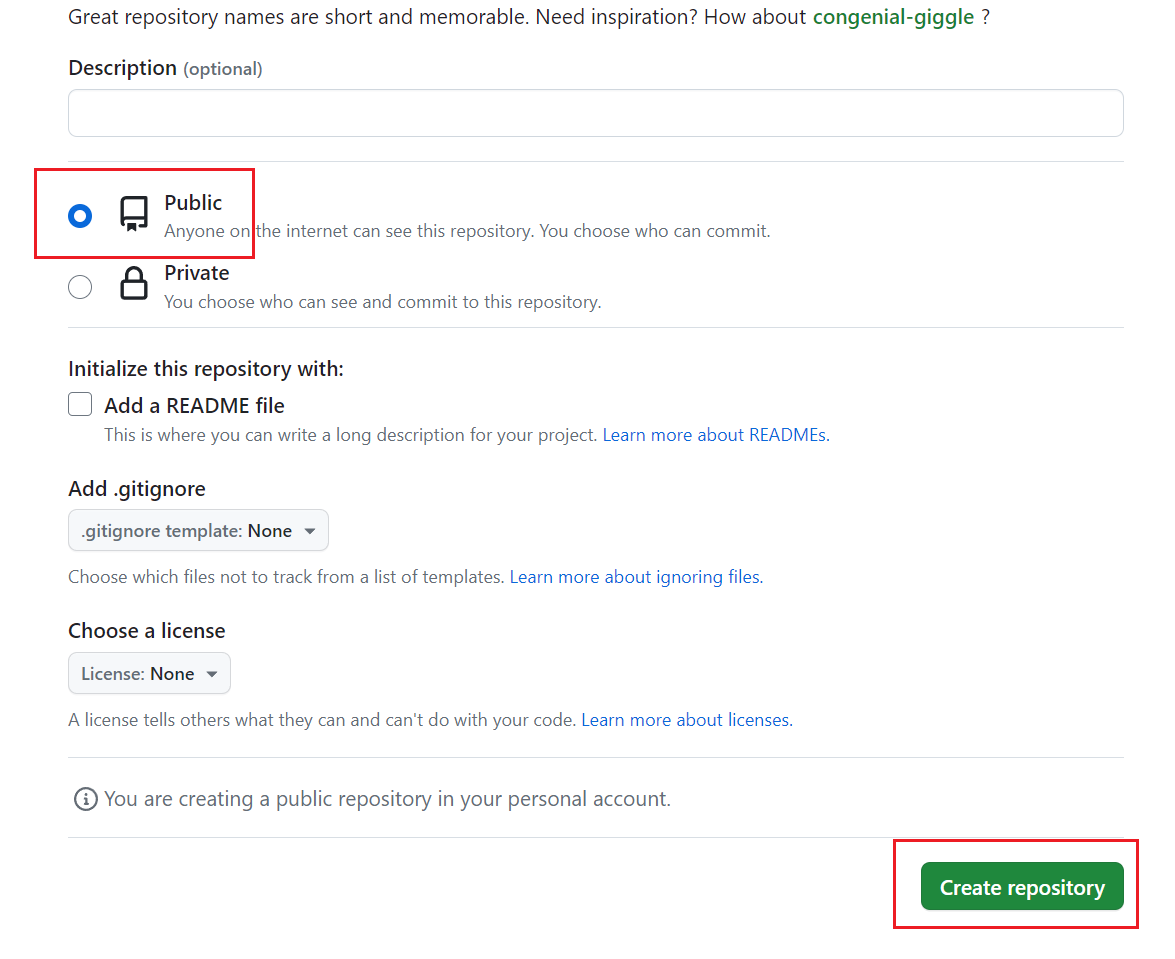 Great repository names are short and memorable. Need inspiration? How about congenial-giggle ?
Description (optional)
Public
Anyone on the internet can see this repository. You choose who can commit.
Private
You choose who can see and commit to this repository.
Initialize this repository with:
Add a README file
This is where you can write a long description for your project. Learn more about READMEs.
Add .gitignore
.gitignore template: None
Choose which files not to track from a list of templates. Learn more about ignoring files.
Choose a license
License: None
A license tells others what they can and can't do with your code. Learn more about licenses.
You are creating a public repository in your personal account.
Create repository